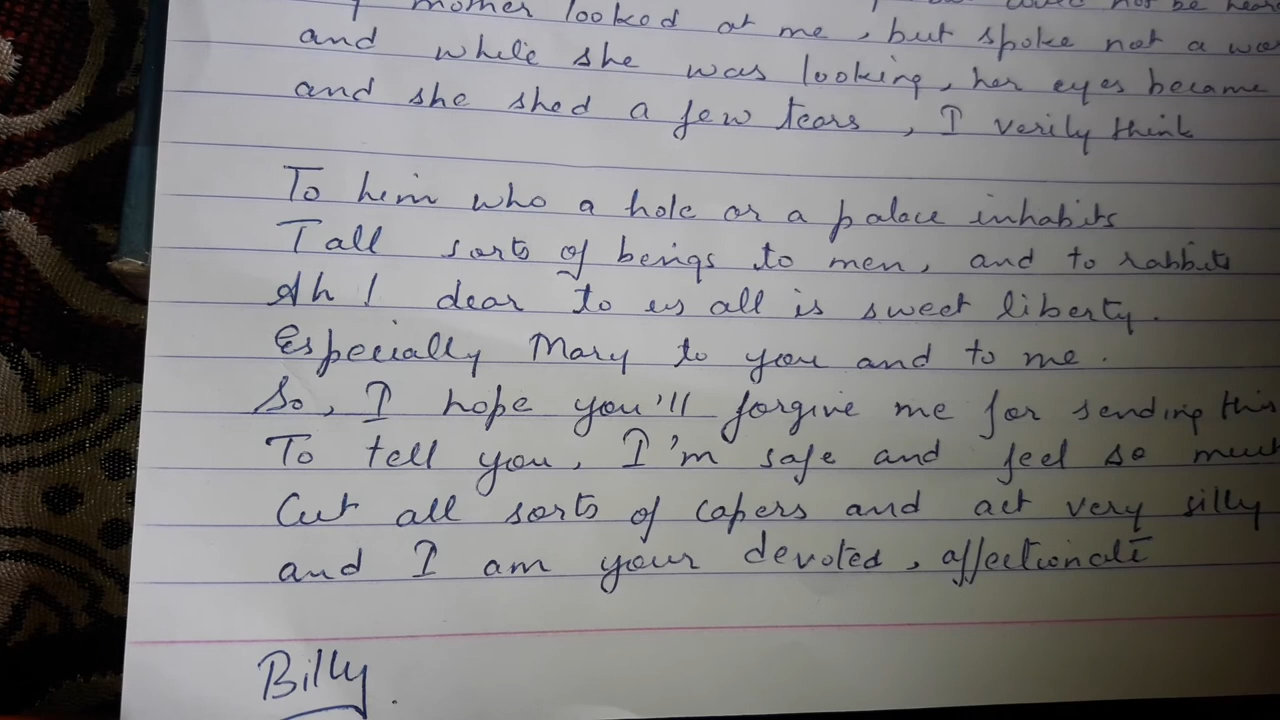 mother looked at me, but spoke not a
and while she was looking, her eyes became
and she shed a few tears, I verily think
To him who a hole or a palace inhabits
Tall sorts of beings to men, and to rabbits
Ah! dear to us all is sweet liberty.
Especially Mary to you and to me.
So, I hope you'll forgive me for sending this
To tell you, I'm safe and feel so
Cut all sorts of capers and act very silly
and I am your devoted, affectionate
Billy.